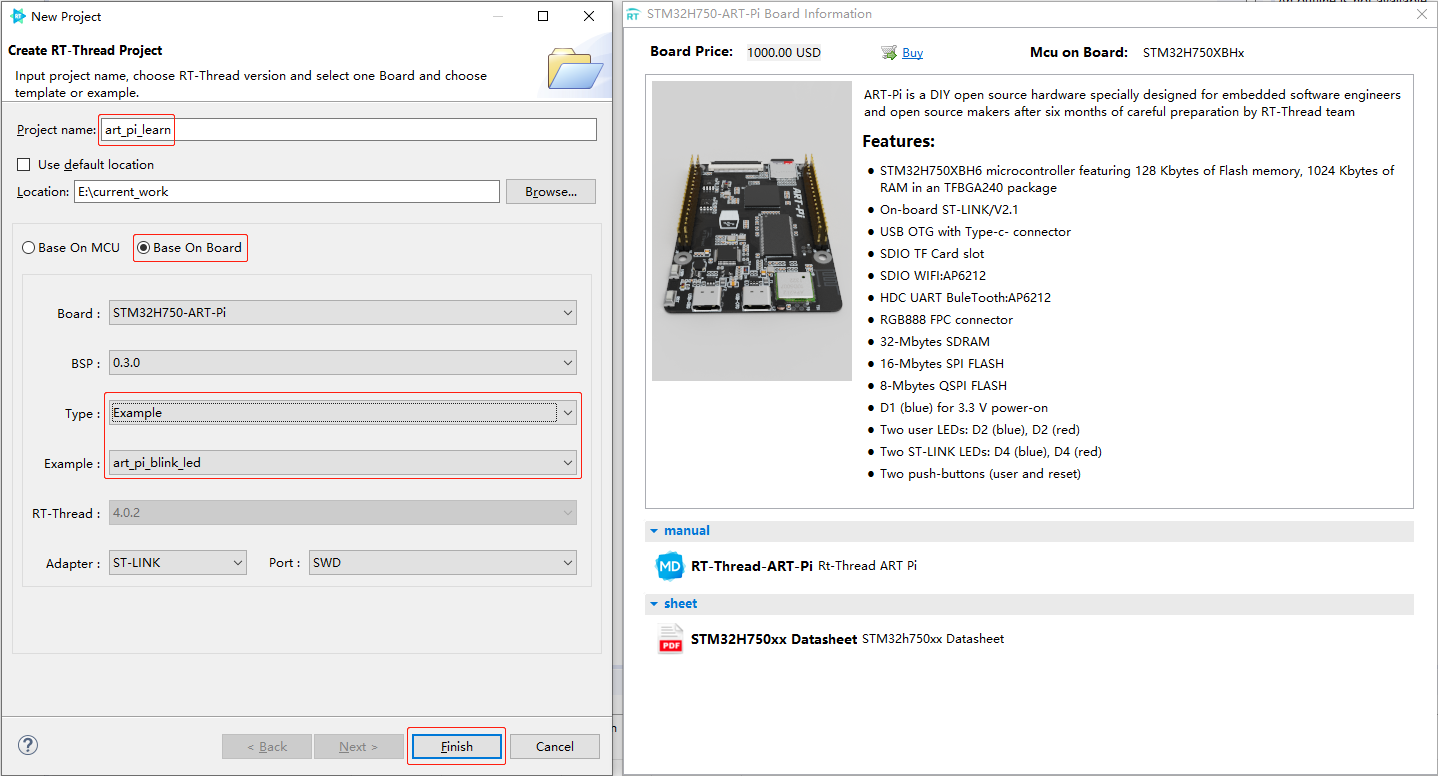 New Project
Create RT-Thread Project
Input project name, choose RT-Thread version and select one Board and choose
template or example.
Project name: art_pi_learn
Use default location
Location: E:\current_work
Browse...
Base On MCU
Base On Board
Board : STM32H750-ART-Pi
BSP : 0.3.0
Type : Example
Example : art_pi_blink_led
RT-Thread : 4.0.2
Adapter : ST-LINK
Port : SWD
?
< Back
Next >
Finish
Cancel
RT
STM32H750-ART-Pi Board Information
Board Price: 1000.00 USD
Buy
Mcu on Board: STM32H750XBHx
ART-Pi
ART-Pi is a DIY open source hardware specially designed for embedded software engineers
and open source makers after six months of careful preparation by RT-Thread team
Features:
● STM32H750XBH6 microcontroller featuring 128 Kbytes of Flash memory, 1024 Kbytes of
RAM in an TFBGA240 package
● On-board ST-LINK/V2.1
● USB OTG with Type-c- connector
● SDIO TF Card slot
● SDIO WIFI:AP6212
● HDC UART BuleTooth:AP6212
● RGB888 FPC connector
● 32-Mbytes SDRAM
● 16-Mbytes SPI FLASH
● 8-Mbytes QSPI FLASH
● D1 (blue) for 3.3 V power-on
● Two user LEDs: D2 (blue), D2 (red)
● Two ST-LINK LEDs: D4 (blue), D4 (red)
● Two push-buttons (user and reset)
manual
MD
RT-Thread-ART-Pi Rt-Thread ART Pi
sheet
PDF
STM32H750xx Datasheet STM32h750xx Datasheet